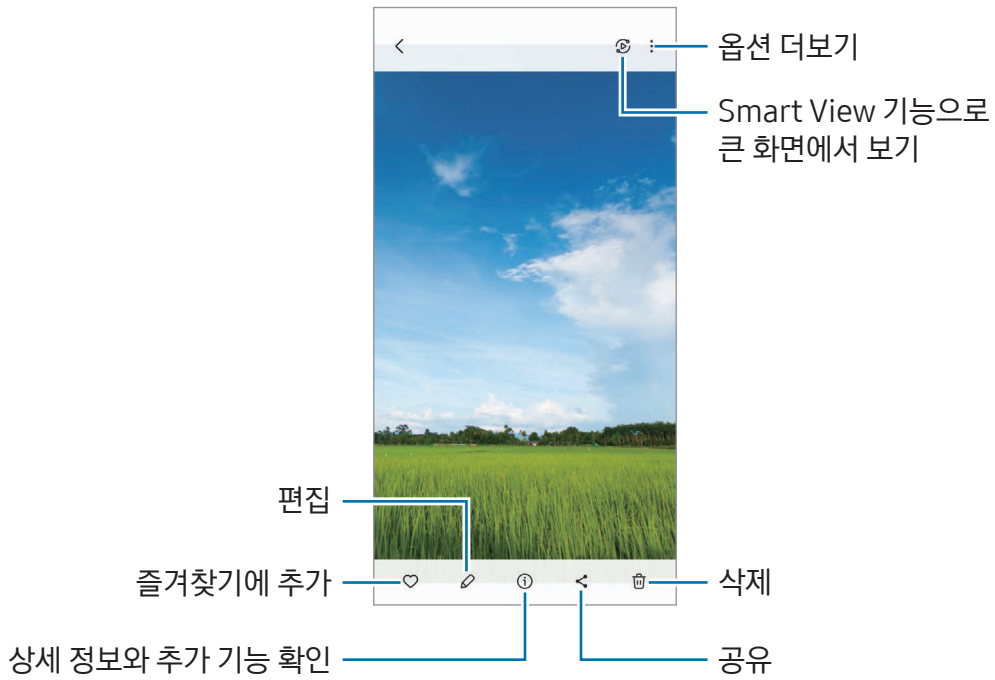 옵션 더보기
Smart View 기능으로
큰 화면에서 보기
편집
즐겨찾기에 추가
삭제
상세 정보와 추가 기능 확인
공유